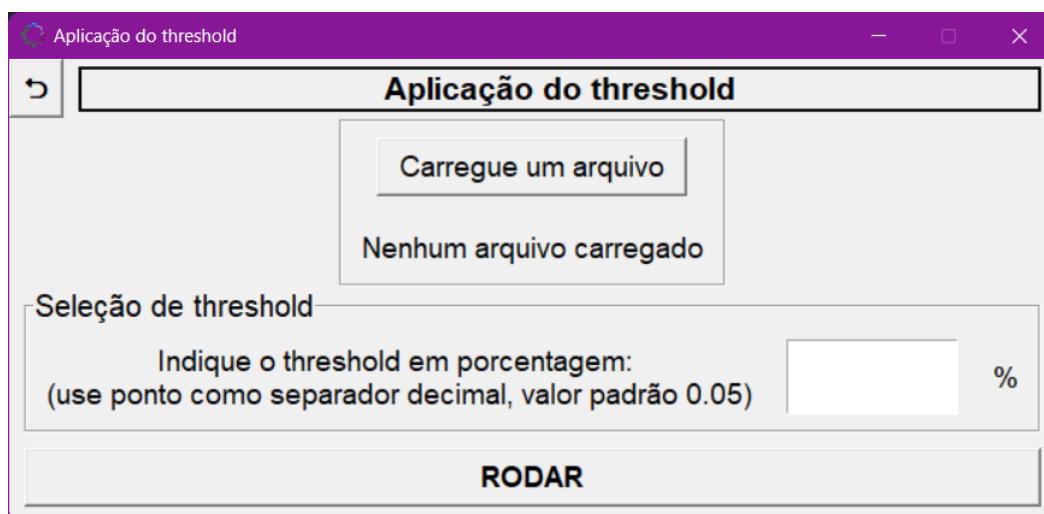 Aplicação do threshold
Aplicação do threshold
Carregue um arquivo
Nenhum arquivo carregado
Seleção de threshold
Indique o threshold em porcentagem:
(use ponto como separador decimal, valor padrão 0.05)
%
RODAR